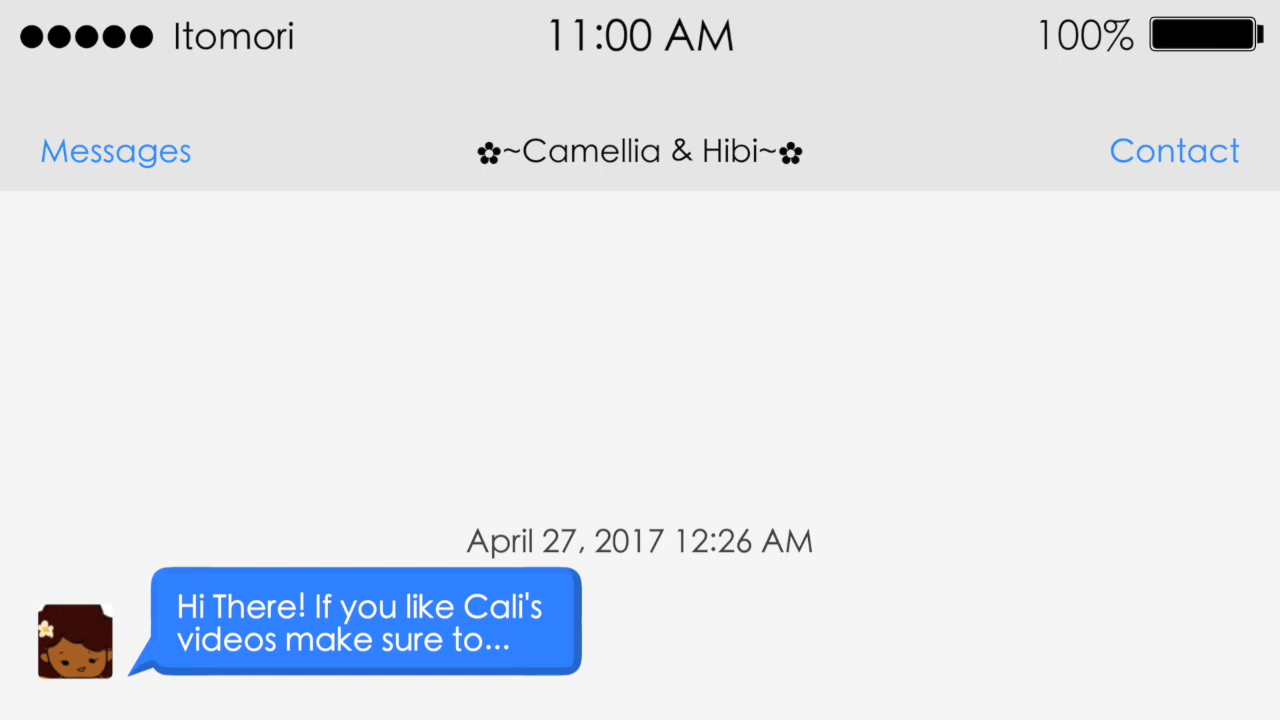 Itomori 11:00 AM 100%
Messages ✿~Camellia & Hibi~✿ Contact
April 27, 2017 12:26 AM
Hi There! If you like Cali's
videos make sure to...